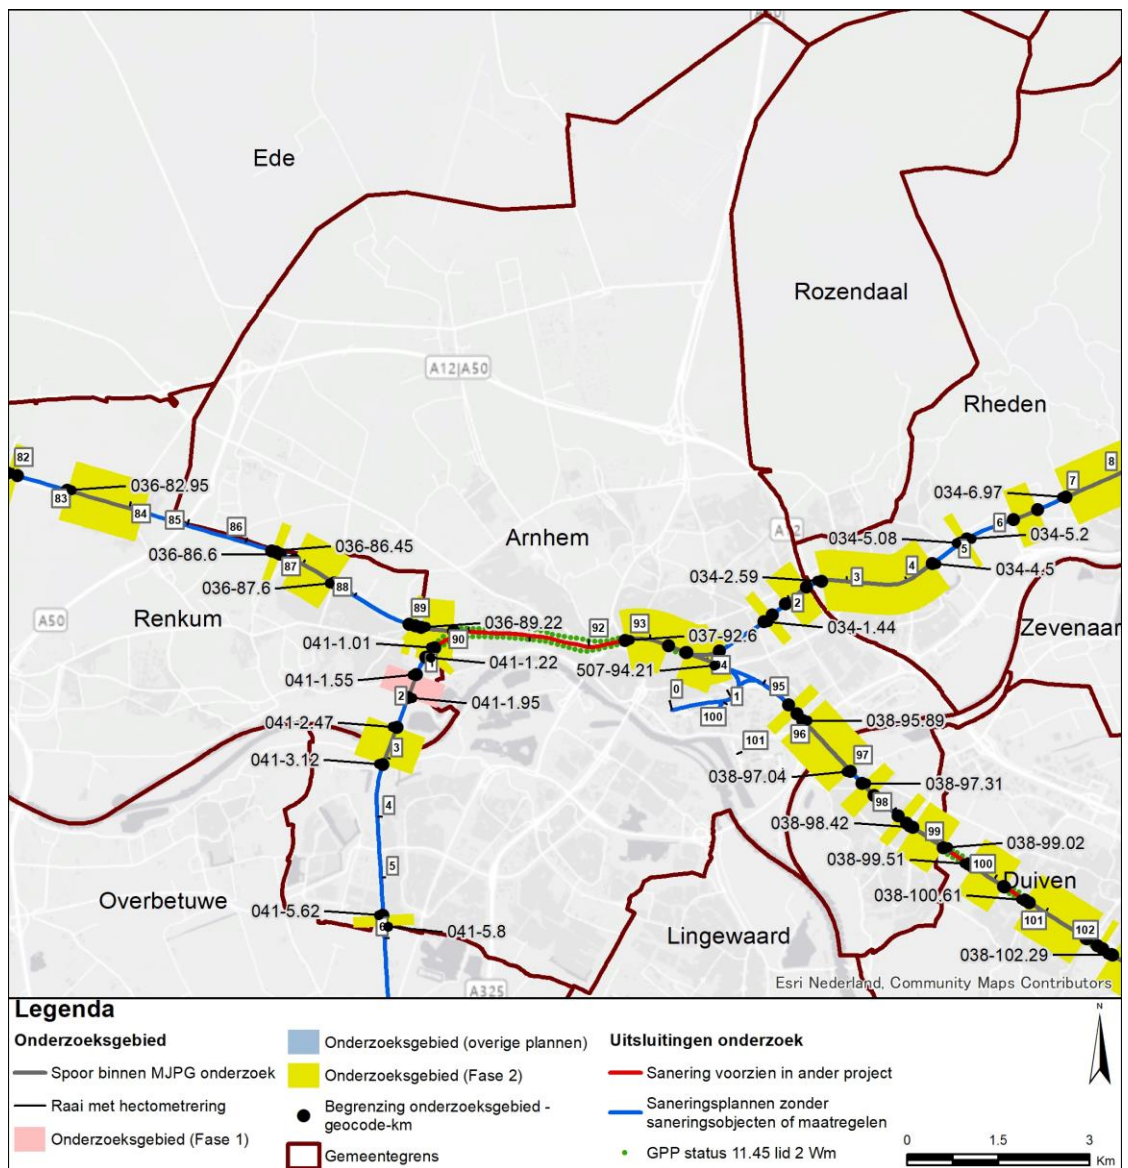 A50
Ede
Rozendaal
A12|A50
Rheden
82
8
7
036-82.95
034-6.97
83
84
85
86
6
Arnhem
A12
034-5.08
034-5.2
5
036-86.45
036-86.6
87
034-2.59
3
4
034-4.5
036-87.6
88
2
Renkum
89
A50
036-89.22
92
93
034-1.44
Zevenaar
90
037-92.6
041-1.01
041-1.22
1
507-94.21
4
041-1.55
0
1
95
2
041-1.95
100
038-95.89
041-2.47
96
3
101
97
041-3.12
038-97.04
038-97.31
4
98
038-98.42
99
038-99.02
5
038-99.51
100
Duiven
Overbetuwe
038-100.61
041-5.62
101
6
041-5.8
102
Lingewaard
038-102.29
A325
Esri Nederland, Community Maps Contributors
Legenda
Onderzoeksgebied
Spoor binnen MJPG onderzoek
Raai met hectometrering
Onderzoeksgebied (Fase 1)
Onderzoeksgebied (overige plannen)
Onderzoeksgebied (Fase 2)
Begrenzing onderzoeksgebied -
geocode-km
Gemeentegrens
Uitsluitingen onderzoek
Sanering voorzien in ander project
Saneringsplannen zonder
saneringsobjecten of maatregelen
GPP status 11.45 lid 2 Wm
N
0 1.5 3
Km